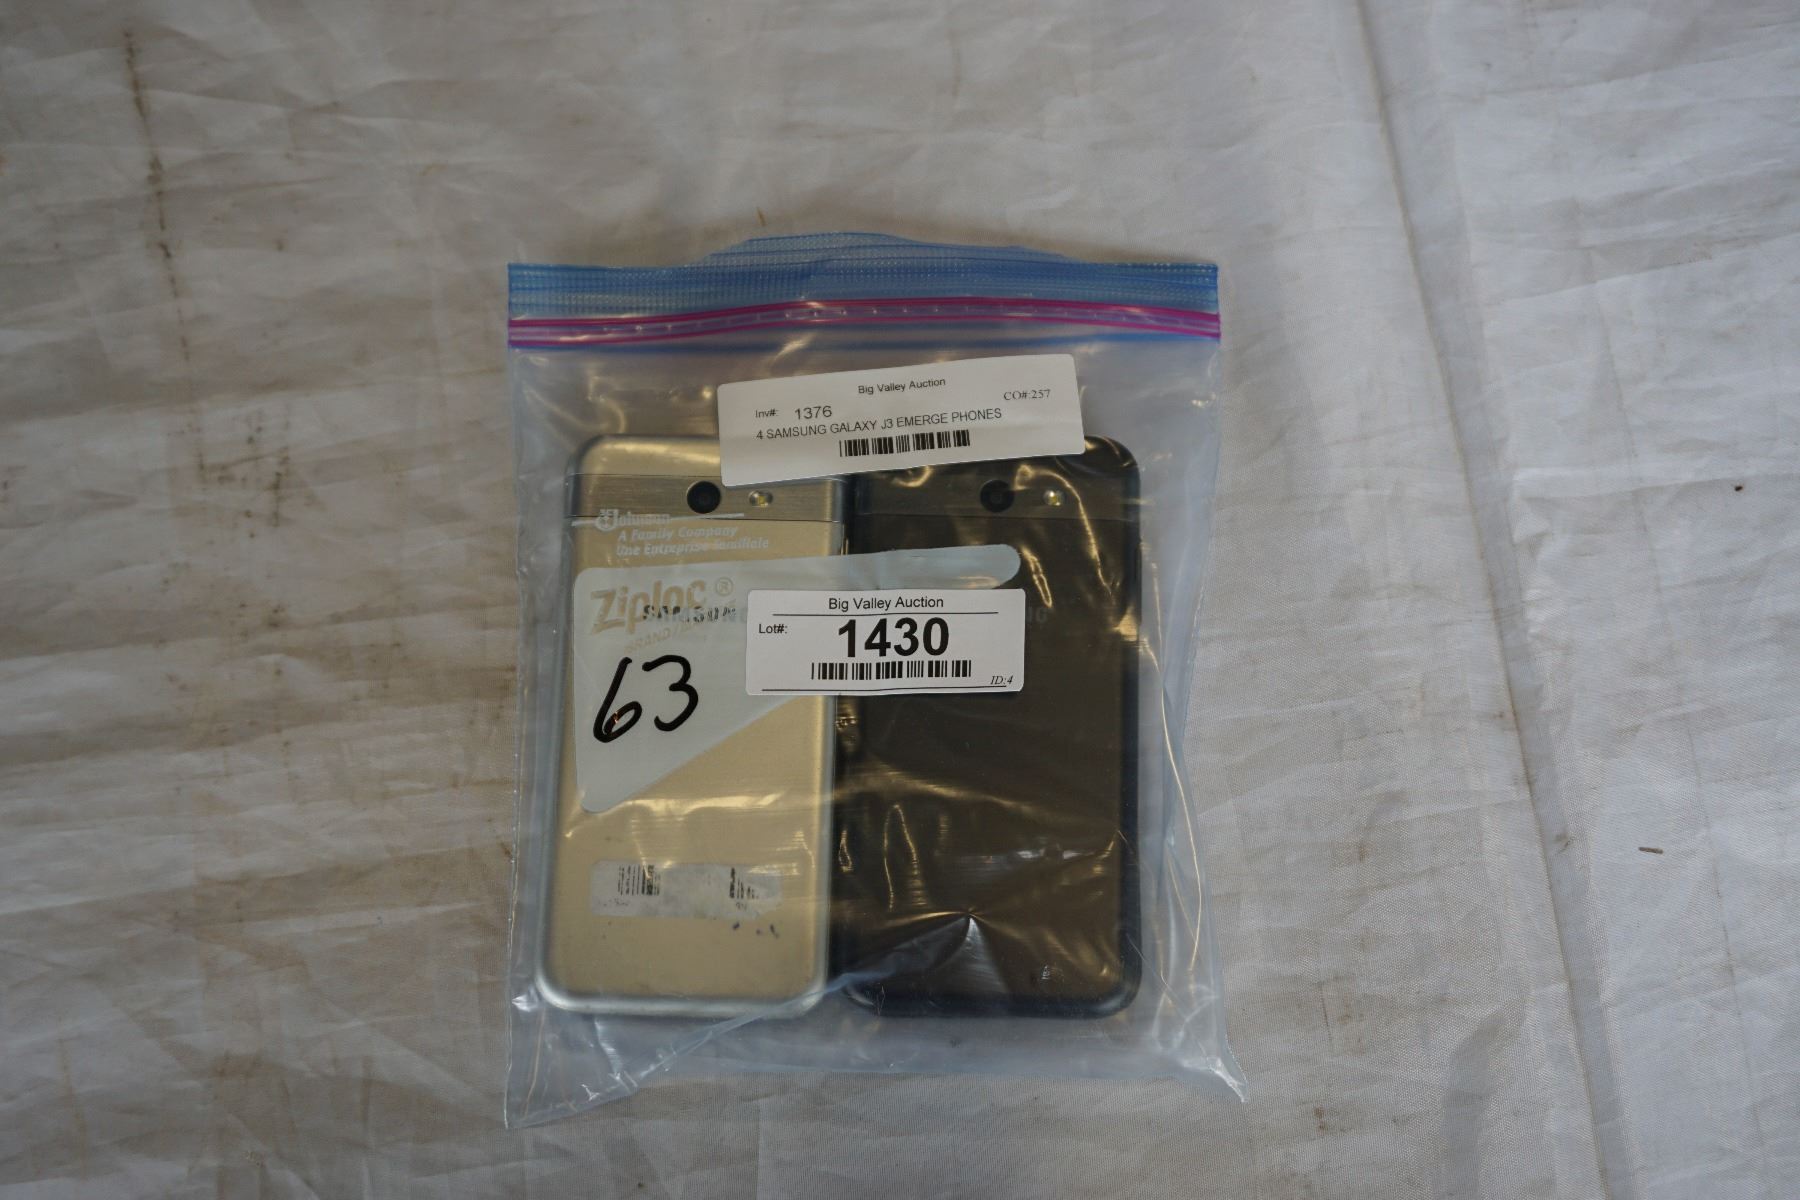 Big Valley Auction
Inv#: 1376 CO#:257
4 SAMSUNG GALAXY J3 EMERGE PHONES
Johnson
A Family Company
Une Entreprise familiale
Ziploc®
SAMSUNG
Big Valley Auction
Lot#: 1430
ID:4
63